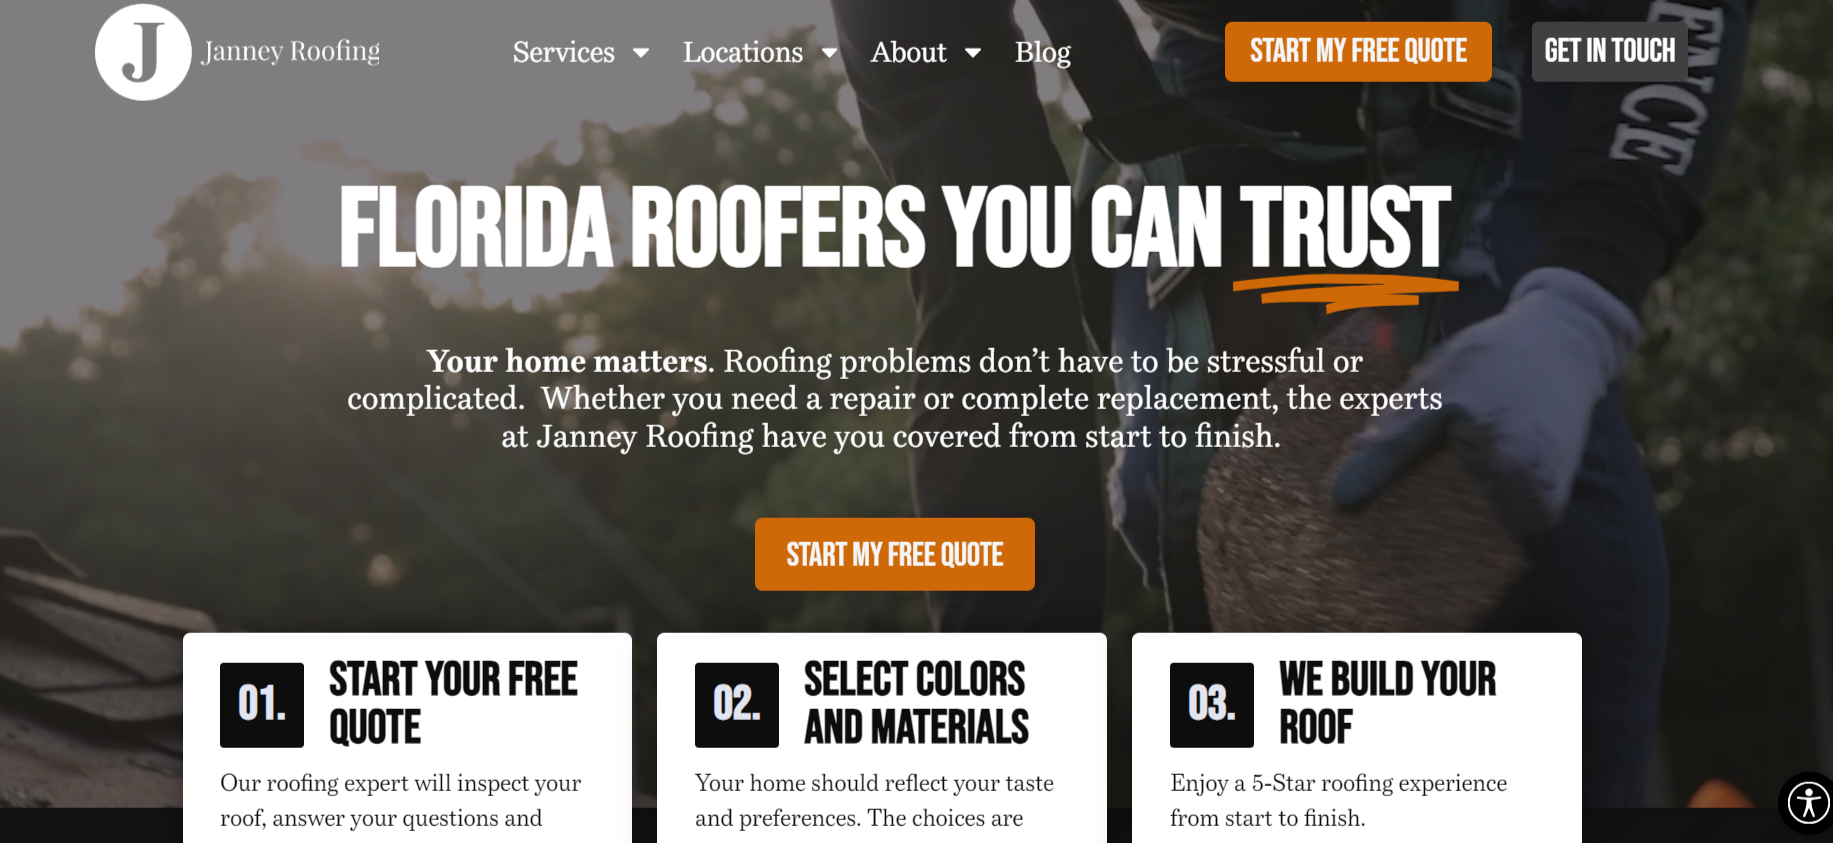 J
Janney Roofing
Services
Locations
About
Blog
START MY FREE QUOTE
GET IN TOUCH
ENCE
FLORIDA ROOFERS YOU CAN TRUST
Your home matters. Roofing problems don’t have to be stressful or
complicated.  Whether you need a repair or complete replacement, the experts
at Janney Roofing have you covered from start to finish.
START MY FREE QUOTE
01.
START YOUR FREE
QUOTE
Our roofing expert will inspect your
roof, answer your questions and
02.
SELECT COLORS
AND MATERIALS
Your home should reflect your taste
and preferences. The choices are
03.
WE BUILD YOUR
ROOF
Enjoy a 5-Star roofing experience
from start to finish.